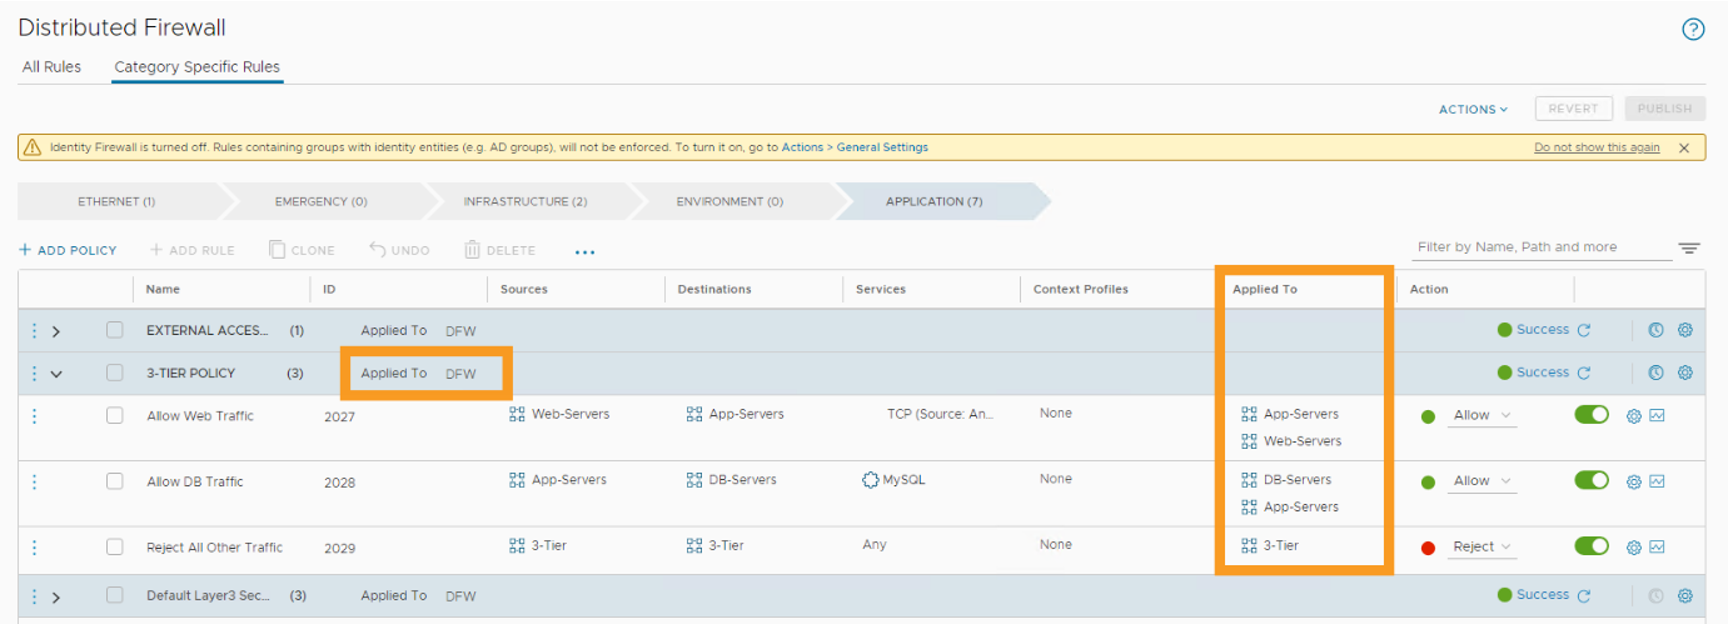 Distributed Firewall
All Rules Category Specific Rules
ACTIONS REVERT PUBLISH
Identity Firewall is turned off. Rules containing groups with identity entities (e.g. AD groups), will not be enforced. To turn it on, go to Actions > General Settings Do not show this again
ETHERNET (1) EMERGENCY (0) INFRASTRUCTURE (2) ENVIRONMENT (0) APPLICATION (7)
+ ADD POLICY + ADD RULE CLONE UNDO DELETE ... Filter by Name, Path and more
Name ID Sources Destinations Services Context Profiles Applied To Action
EXTERNAL ACCES... (1) Applied To DFW Success
3-TIER POLICY (3) Applied To DFW Success
Allow Web Traffic 2027 Web-Servers App-Servers TCP (Source: An... None App-Servers Allow
Web-Servers
Allow DB Traffic 2028 App-Servers DB-Servers MySQL None DB-Servers Allow
App-Servers
Reject All Other Traffic 2029 3-Tier 3-Tier Any None 3-Tier Reject
Default Layer3 Sec... (3) Applied To DFW Success